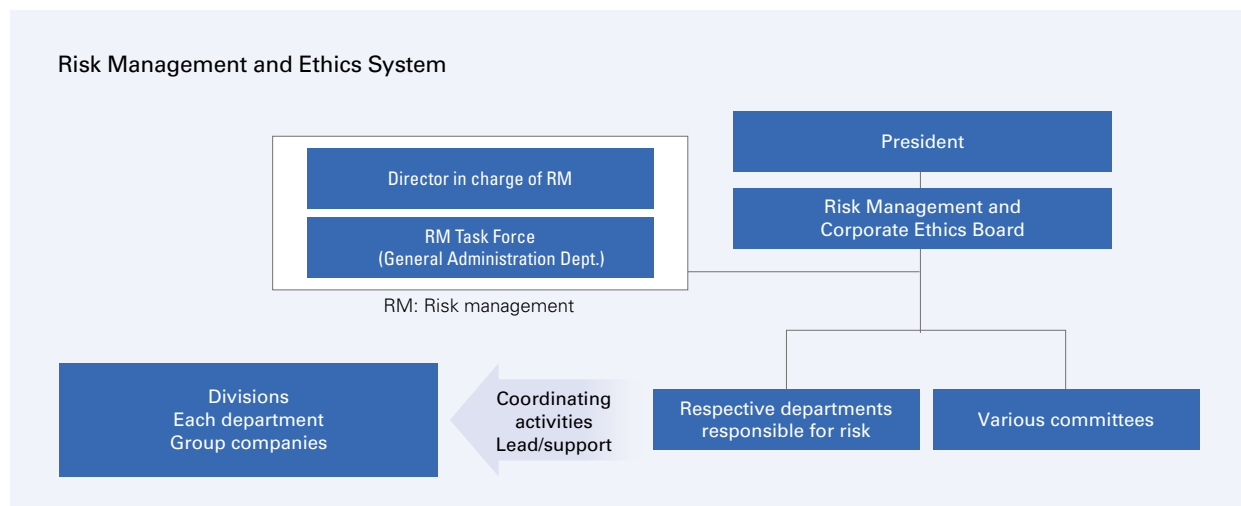 Risk Management and Ethics System
President
Director in charge of RM
Risk Management and
Corporate Ethics Board
RM Task Force
(General Administration Dept.)
RM: Risk management
Divisions
Each department
Group companies
Coordinating
activities
Lead/support
Respective departments
responsible for risk
Various committees